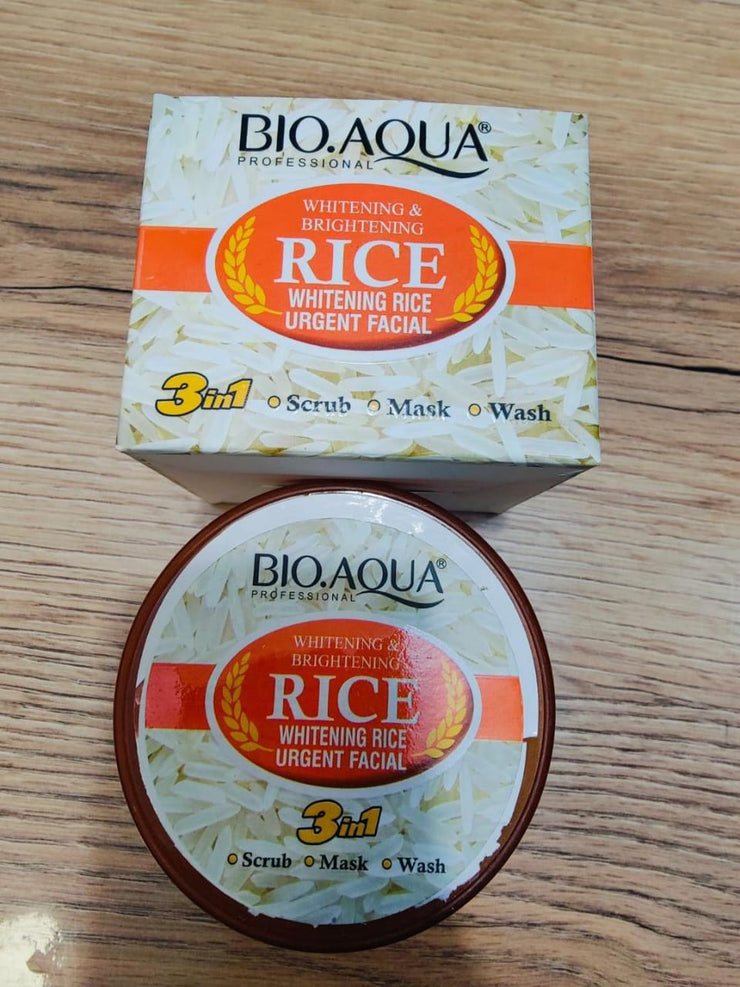 BIO.AQUA®
PROFESSIONAL
WHITENING &
BRIGHTENING
RICE
WHITENING RICE
URGENT FACIAL
3in1
Scrub Mask Wash
BIO.AQUA®
PROFESSIONAL
WHITENING &
BRIGHTENING
RICE
WHITENING RICE
URGENT FACIAL
3in1
Scrub Mask Wash